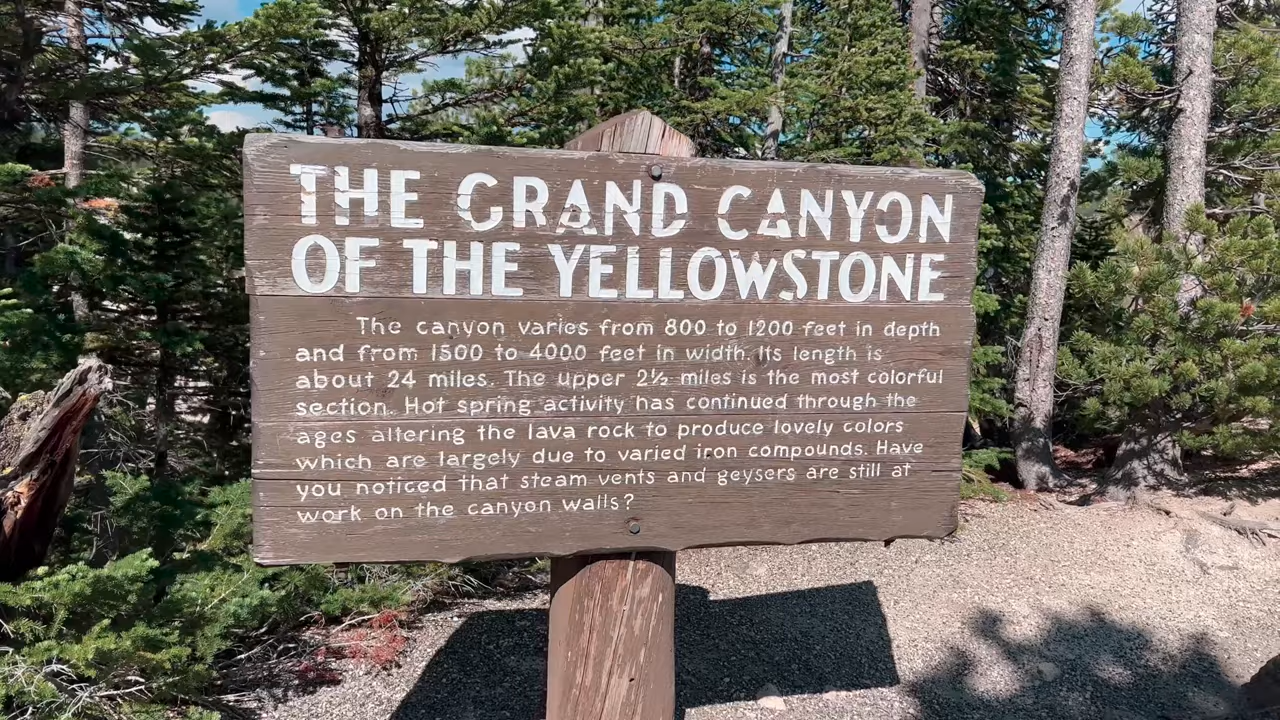 THE GRAND CANYON
OF THE YELLOWSTONE
The canyon varies from 800 to 1200 feet in depth
and from 1500 to 4000 feet in width. Its length is
about 24 miles. The upper 2½ miles is the most colorful
section. Hot spring activity has continued through the
ages altering the lava rock to produce lovely colors
which are largely due to varied iron compounds. Have
you noticed that steam vents and geysers are still at
work on the canyon walls?